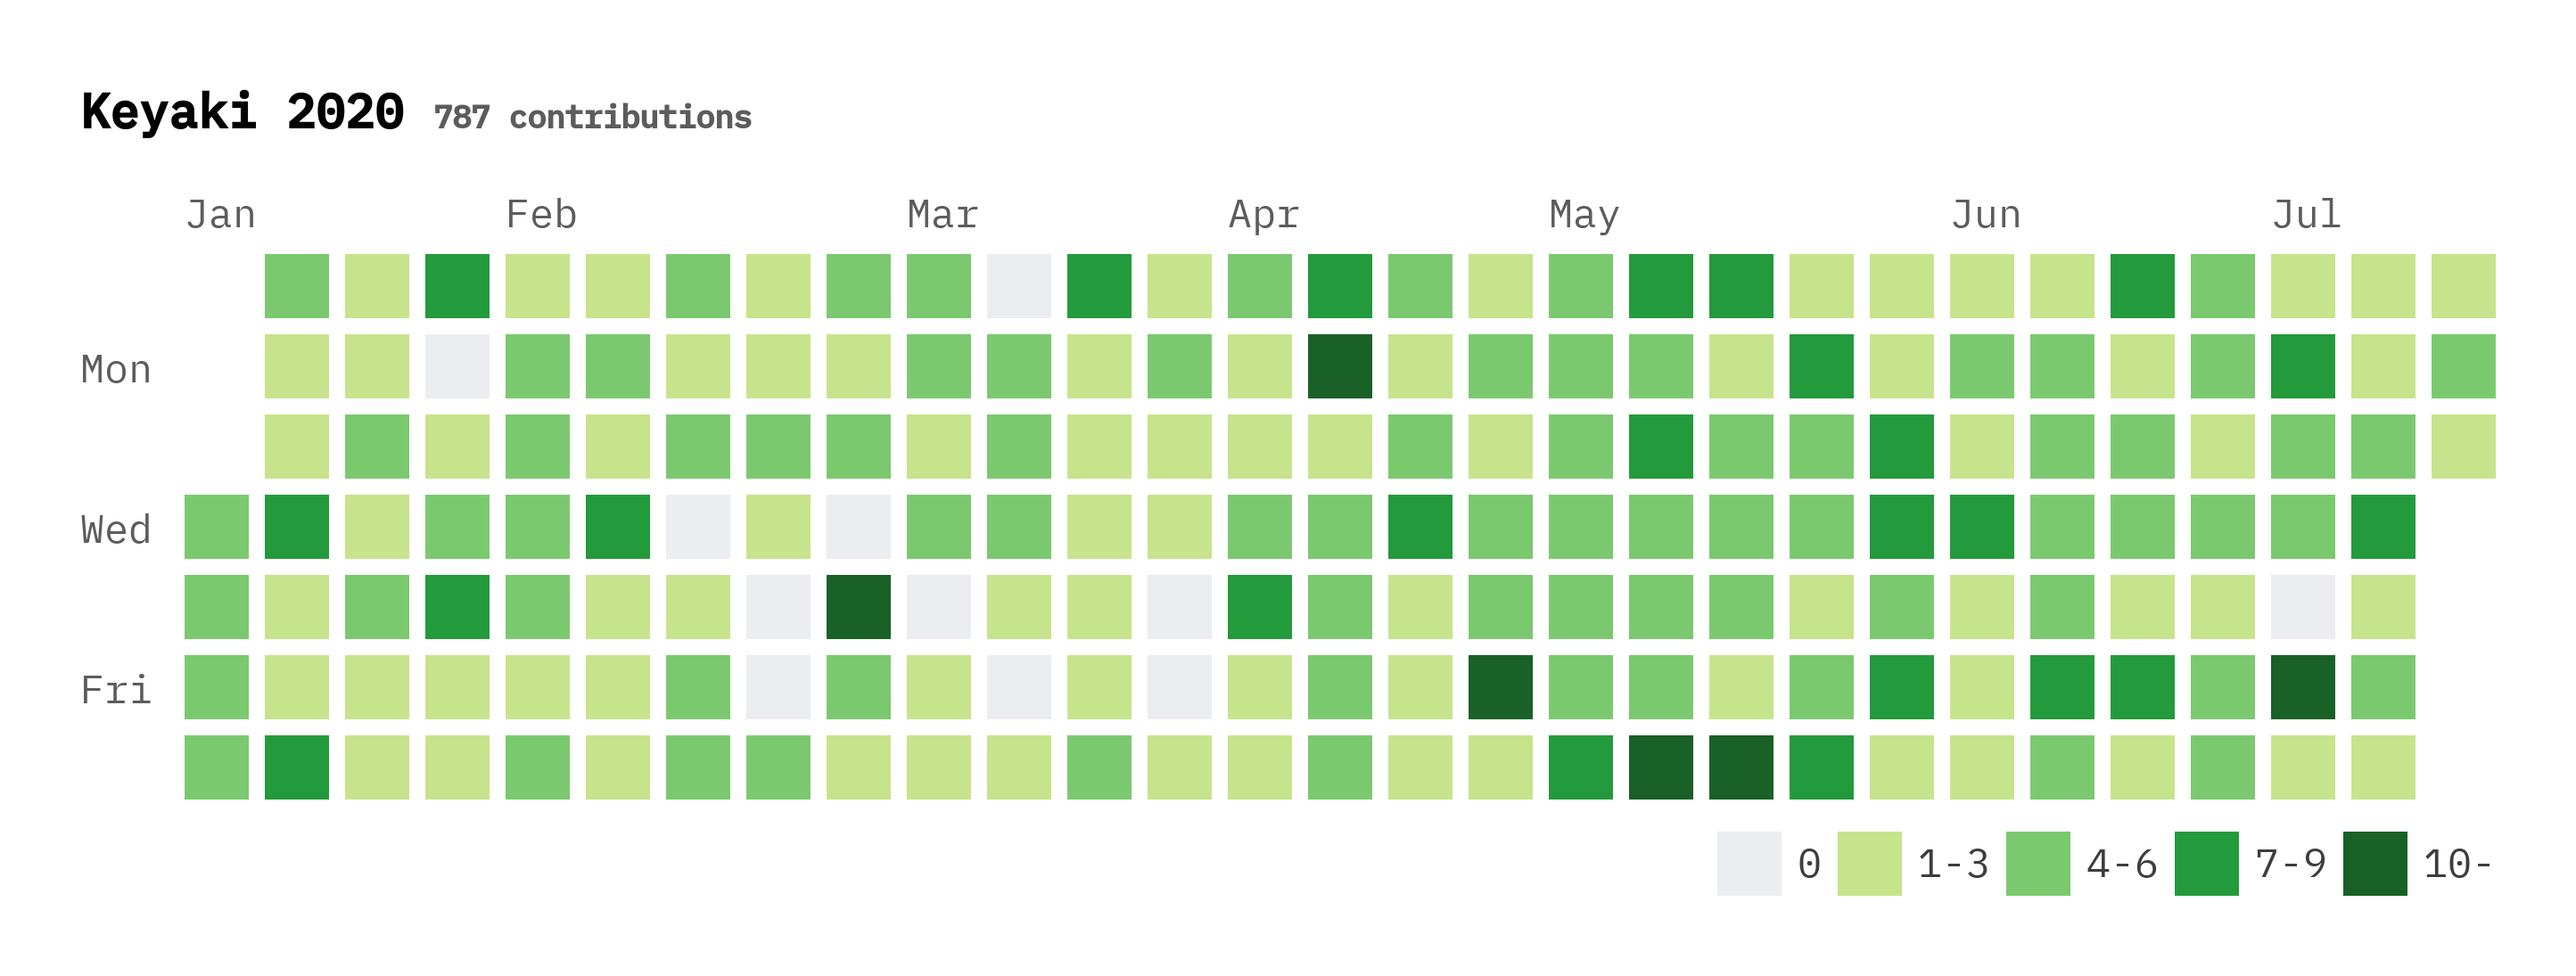 Keyaki 2020 787 contributions
Jan Feb Mar Apr May Jun Jul
Mon
Wed
Fri
0 1-3 4-6 7-9 10-